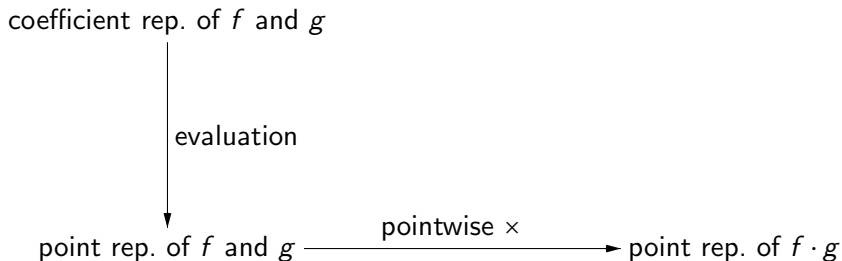 coefficient rep. of f and g
evaluation
pointwise ×
point rep. of f and g
point rep. of f · g